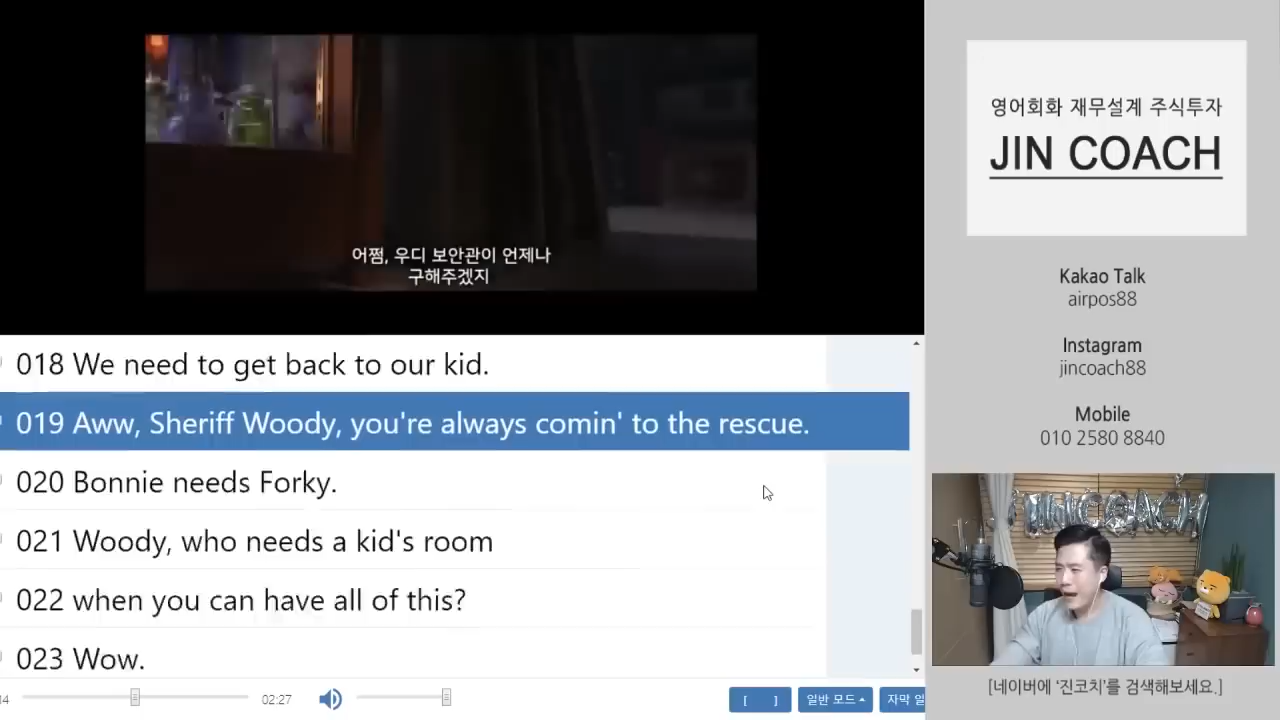 어쩜, 우디 보안관이 언제나
구해주겠지
018 We need to get back to our kid.
019 Aww, Sheriff Woody, you're always comin' to the rescue.
020 Bonnie needs Forky.
021 Woody, who needs a kid's room
022 when you can have all of this?
023 Wow.
02:27
[ ]
일반 모드
자막 일
영어회화 재무설계 주식투자
JIN COACH
Kakao Talk
airpos88
Instagram
jincoach88
Mobile
010 2580 8840
JINCOACH
[네이버에 '진코치'를 검색해보세요.]